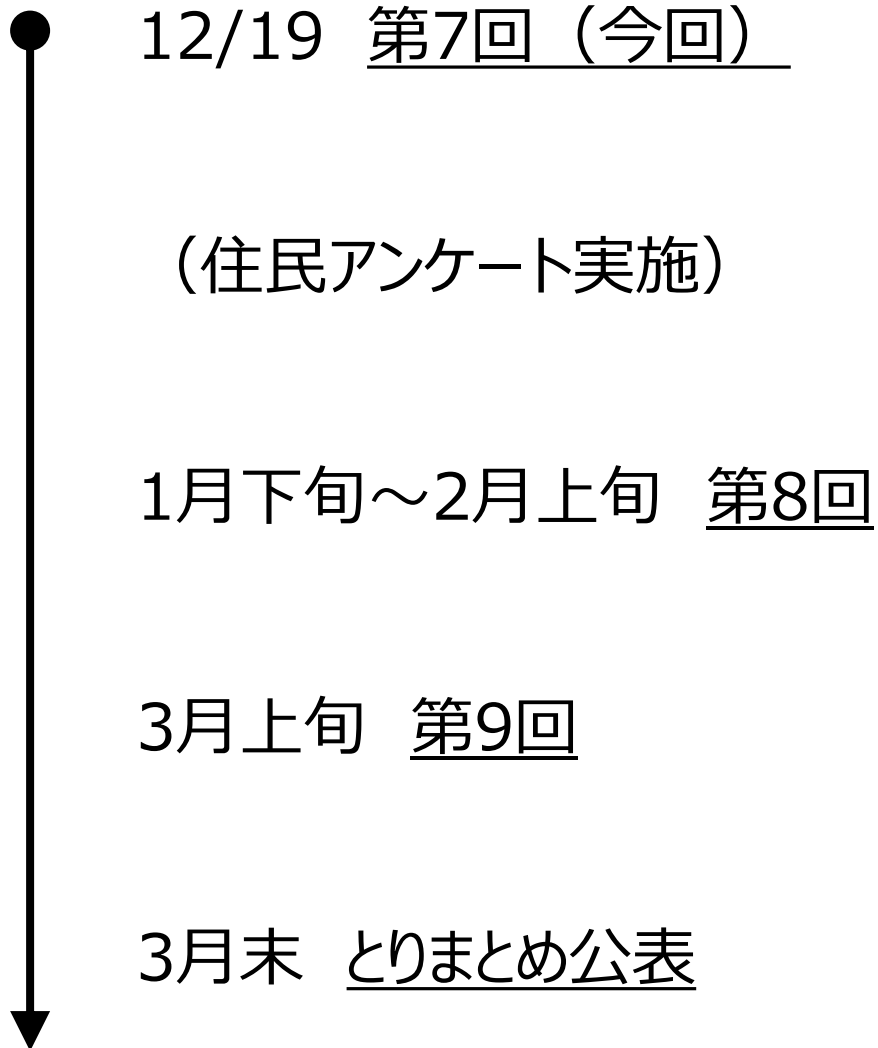 12/19 第7回（今回）
（住民アンケート実施）
1月下旬～2月上旬 第8回
3月上旬 第9回
3月末 とりまとめ公表